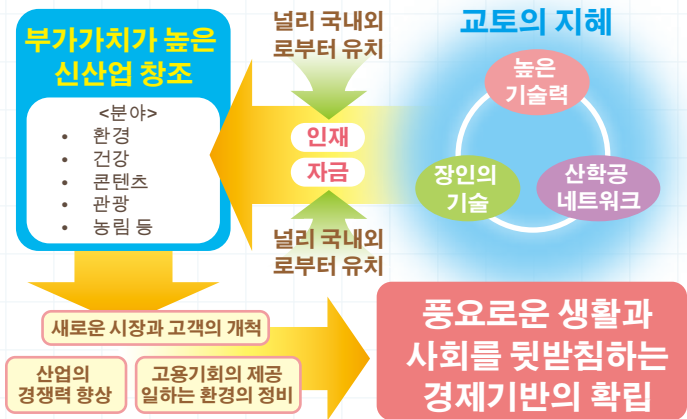 부가가치가 높은
신산업 창조
<분야>
• 환경
• 건강
• 콘텐츠
• 관광
• 농림 등
널리 국내외
로부터 유치
인재
자금
널리 국내외
로부터 유치
교토의 지혜
높은
기술력
장인의
기술
산학공
네트워크
새로운 시장과 고객의 개척
산업의
경쟁력 향상
고용기회의 제공
일하는 환경의 정비
풍요로운 생활과
사회를 뒷받침하는
경제기반의 확립